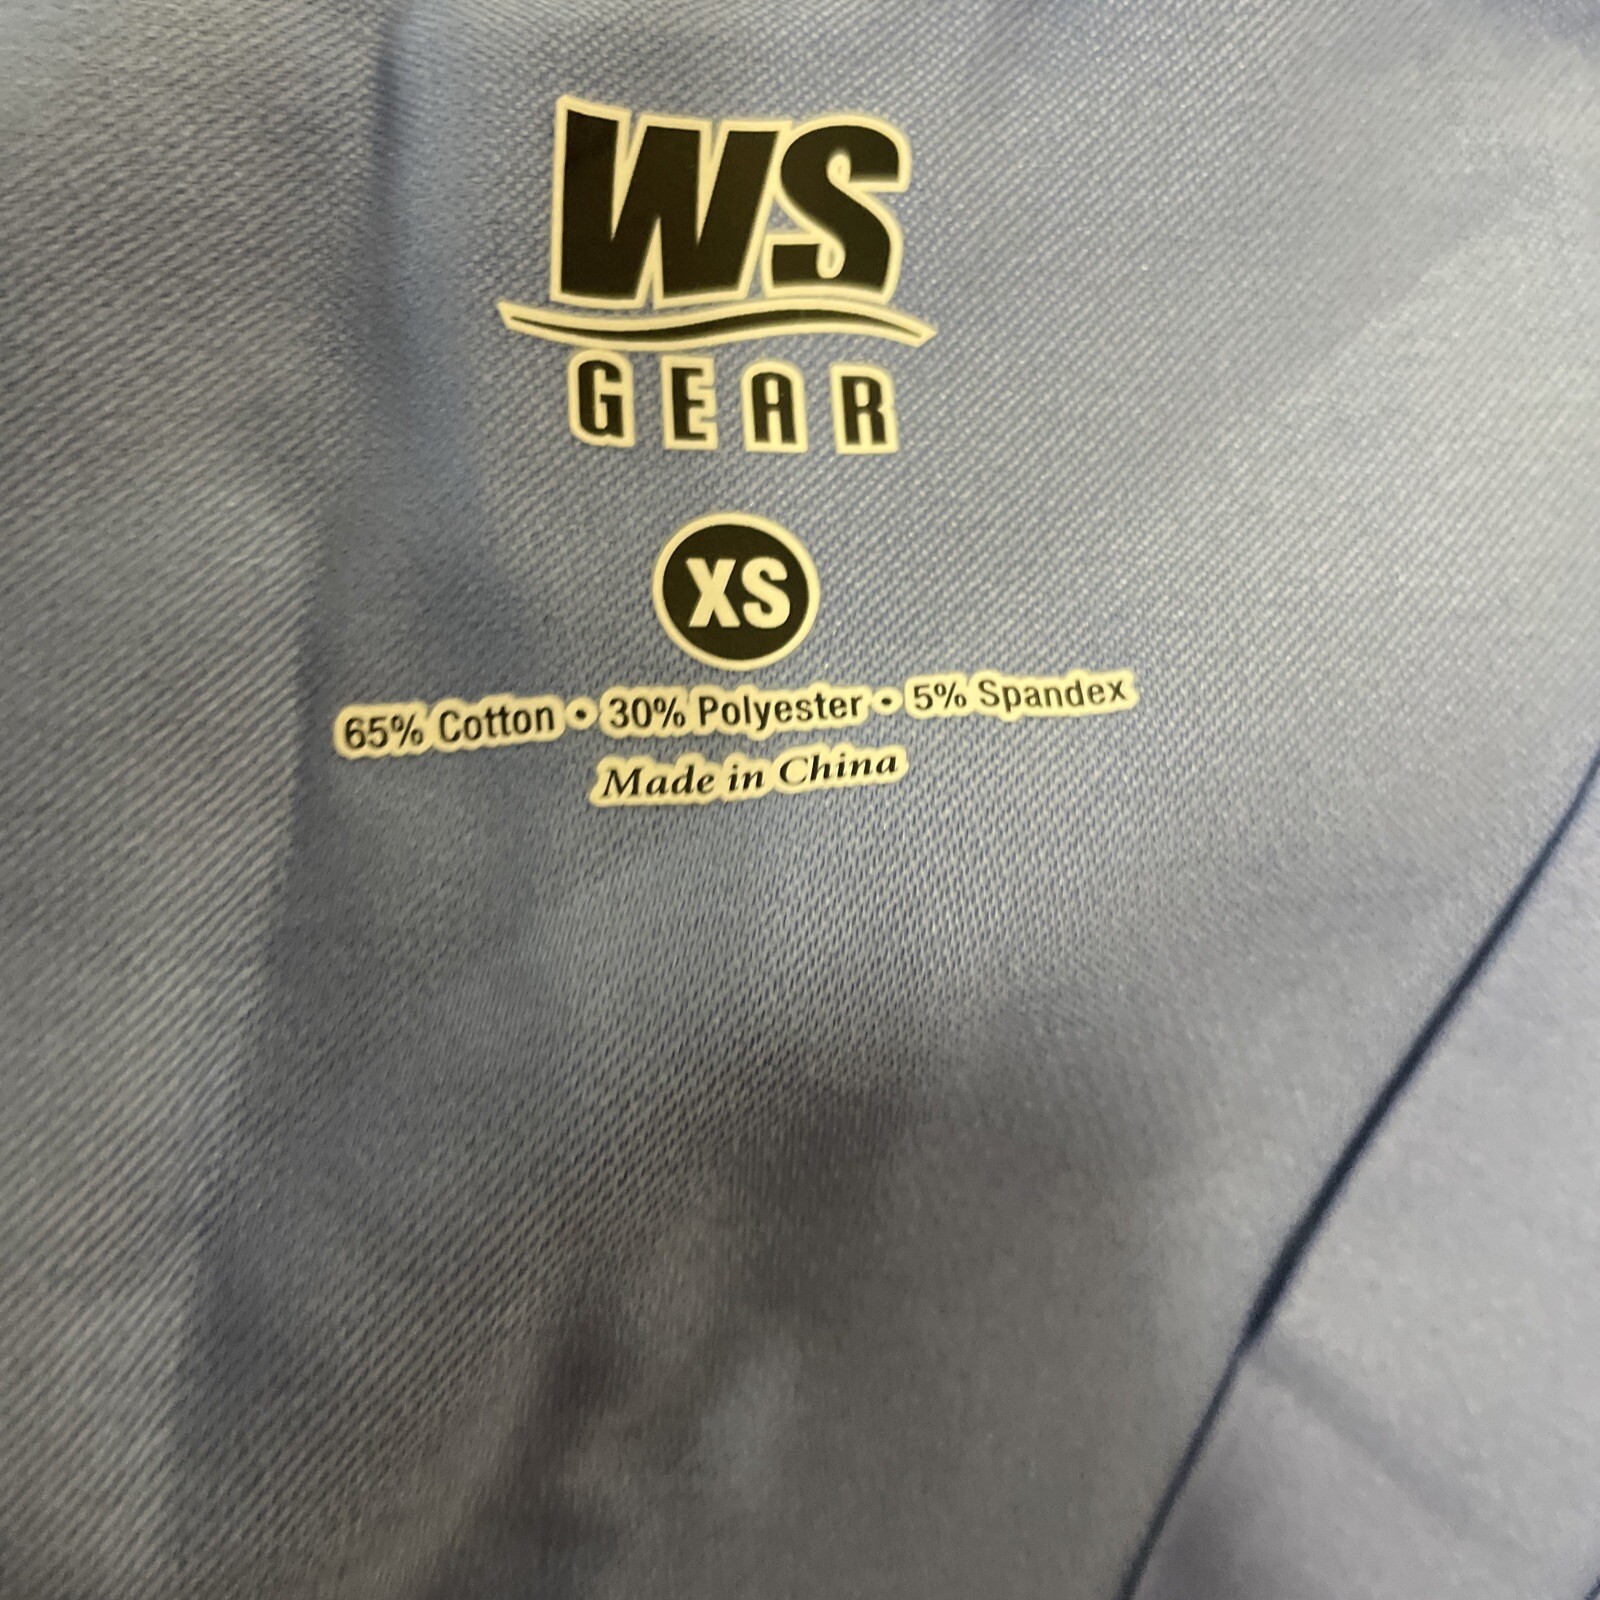 WS
GEAR
XS
65% Cotton • 30% Polyester • 5% Spandex
Made in China